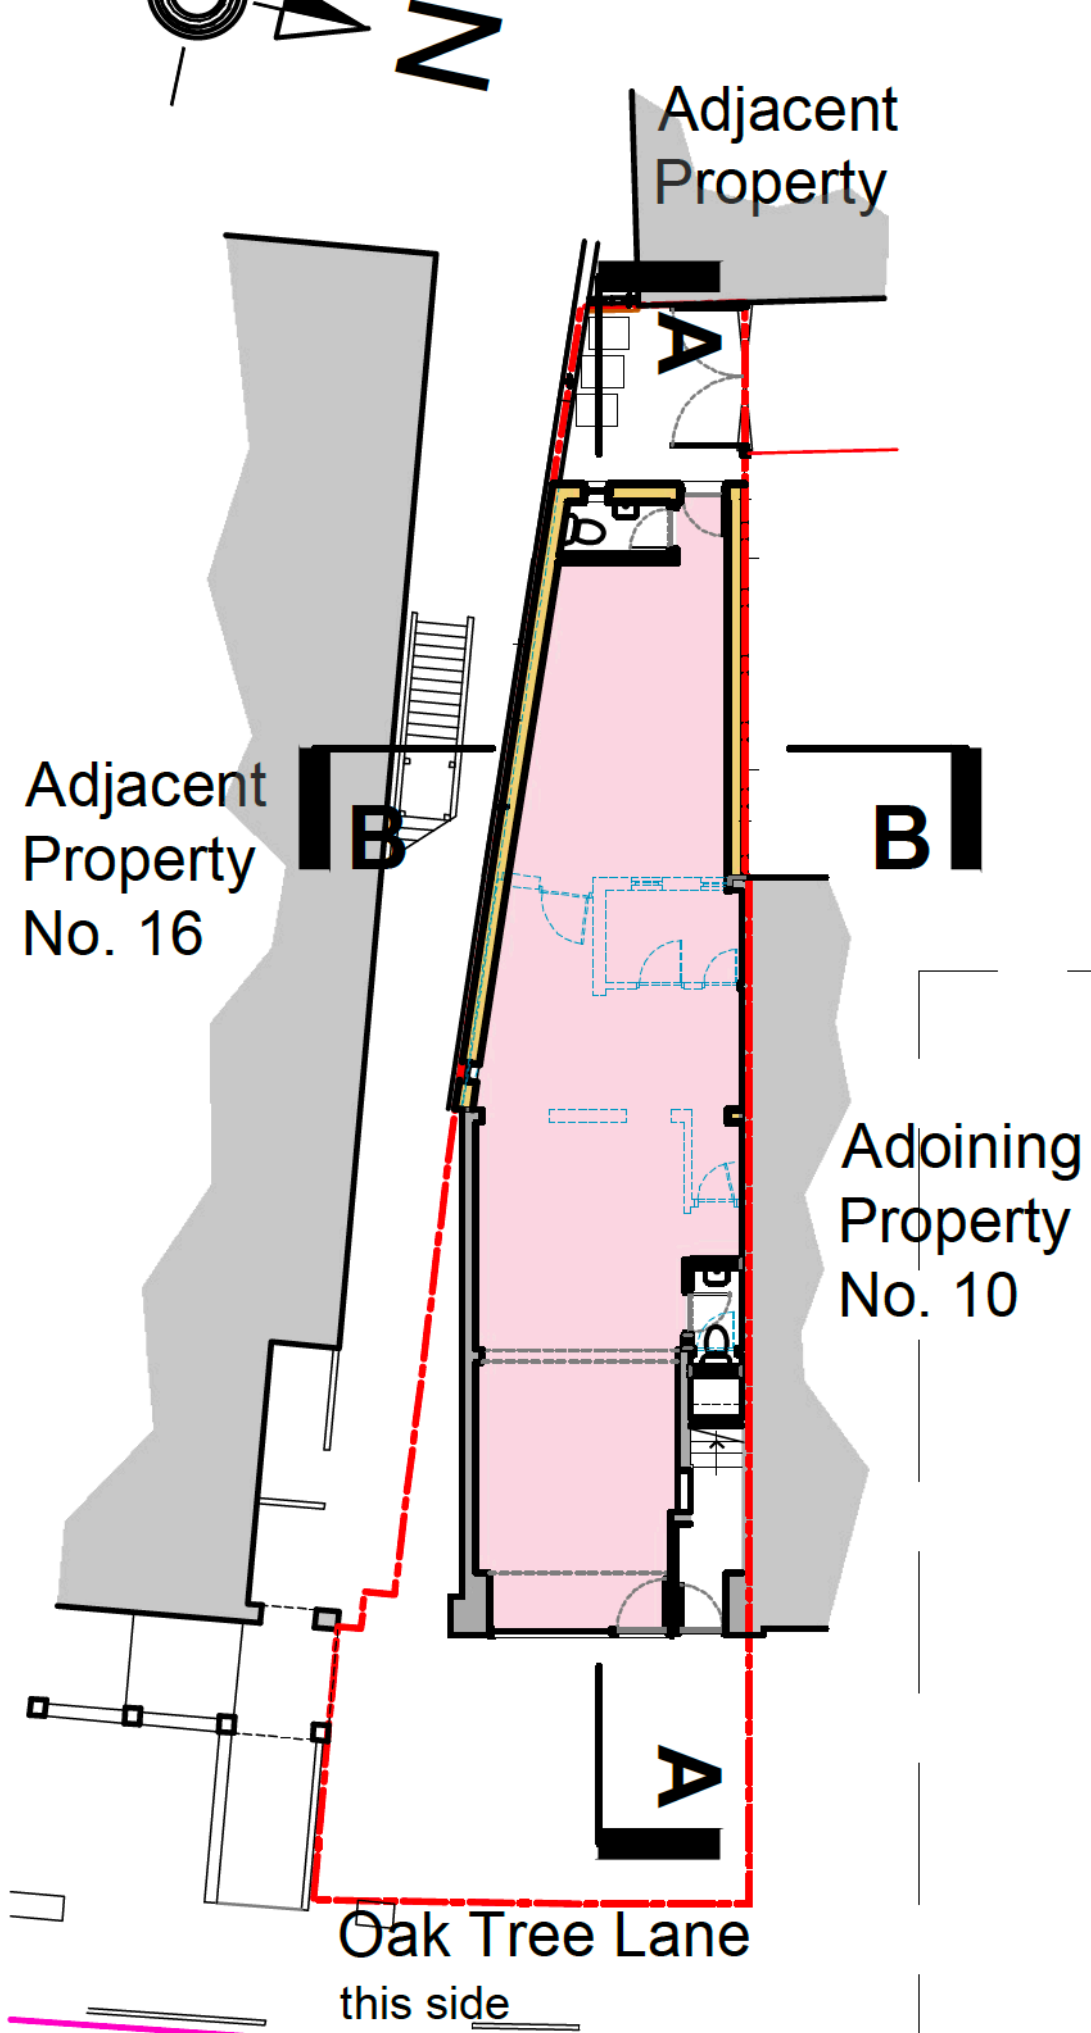 N
Adjacent
Property
A
Adjacent
Property
No. 16
B
B
Adoining
Property
No. 10
A
Oak Tree Lane
this side